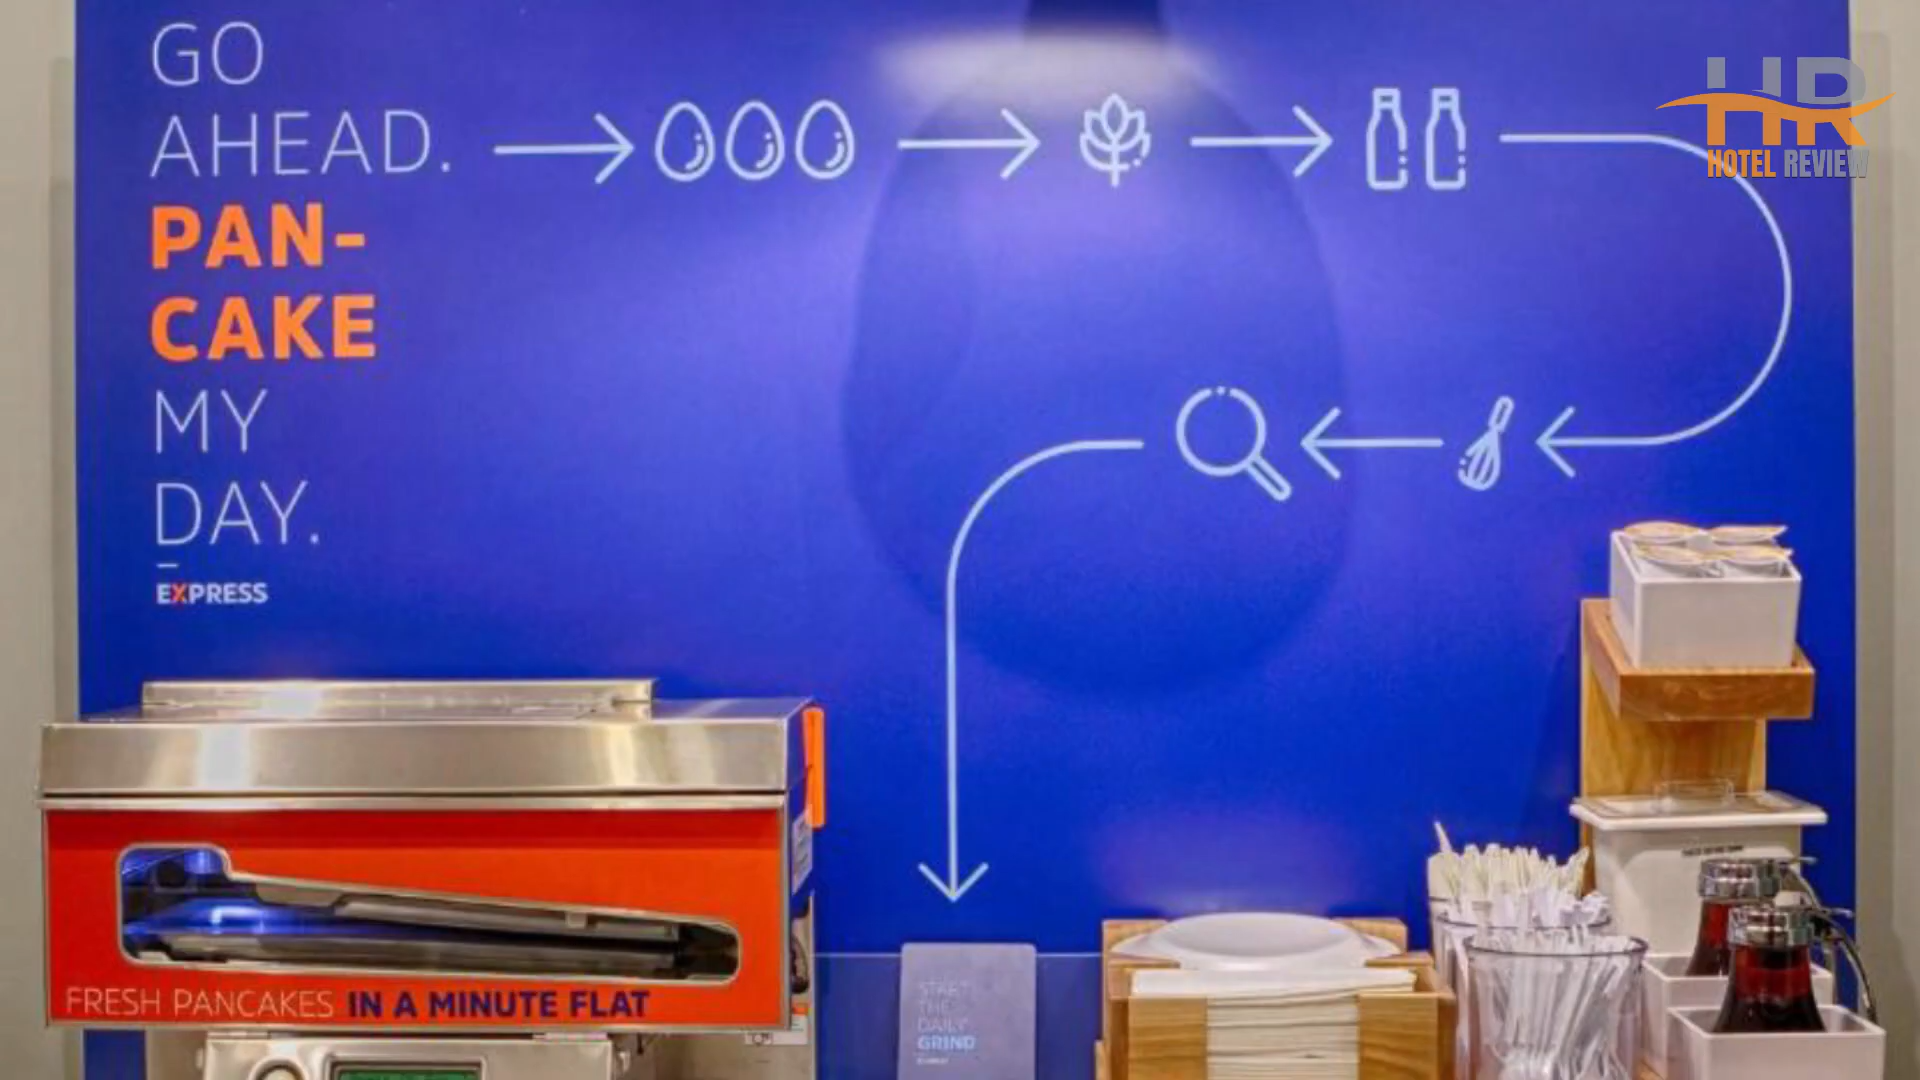 GO
AHEAD.
PAN-
CAKE
MY
DAY.
EXPRESS
HR
HOTEL REVIEW
FRESH PANCAKES IN A MINUTE FLAT
START
THE
DAILY
GRIND